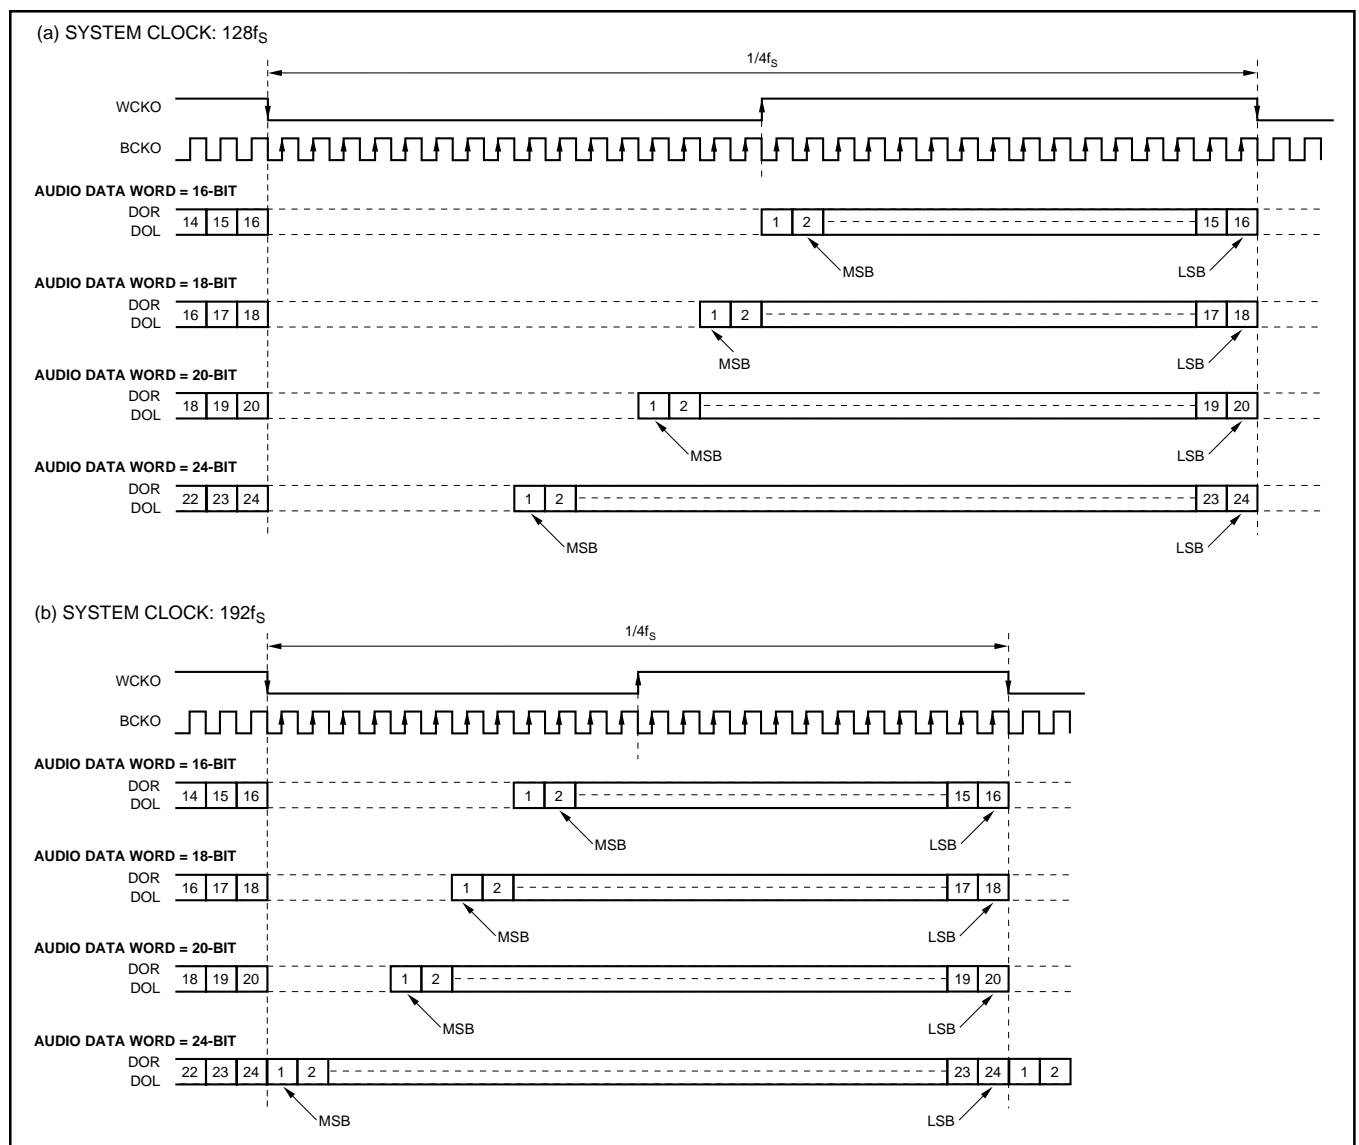 (a) SYSTEM CLOCK: 128fS
1/4fS
WCKO
BCKO
AUDIO DATA WORD = 16-BIT
DOR
DOL
14 15 16 1 2 15 16
MSB LSB
AUDIO DATA WORD = 18-BIT
DOR
DOL
16 17 18 1 2 17 18
MSB LSB
AUDIO DATA WORD = 20-BIT
DOR
DOL
18 19 20 1 2 19 20
MSB LSB
AUDIO DATA WORD = 24-BIT
DOR
DOL
22 23 24 1 2 23 24
MSB LSB
(b) SYSTEM CLOCK: 192fS
1/4fS
WCKO
BCKO
AUDIO DATA WORD = 16-BIT
DOR
DOL
14 15 16 1 2 15 16
MSB LSB
AUDIO DATA WORD = 18-BIT
DOR
DOL
16 17 18 1 2 17 18
MSB LSB
AUDIO DATA WORD = 20-BIT
DOR
DOL
18 19 20 1 2 19 20
MSB LSB
AUDIO DATA WORD = 24-BIT
DOR
DOL
22 23 24 1 2 23 24 1 2
MSB LSB